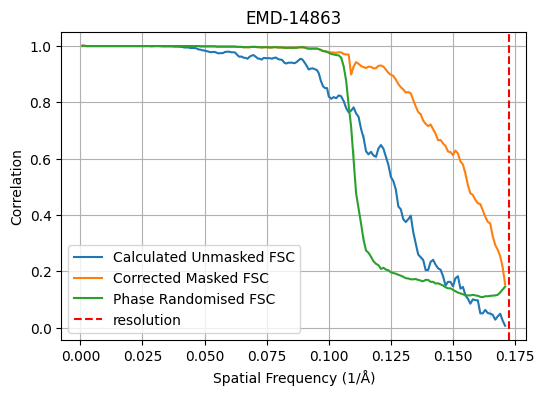 EMD-14863
1.0
0.8
0.6
0.4
0.2
0.0
Correlation
Calculated Unmasked FSC
Corrected Masked FSC
Phase Randomised FSC
resolution
0.000 0.025 0.050 0.075 0.100 0.125 0.150 0.175
Spatial Frequency (1/Å)